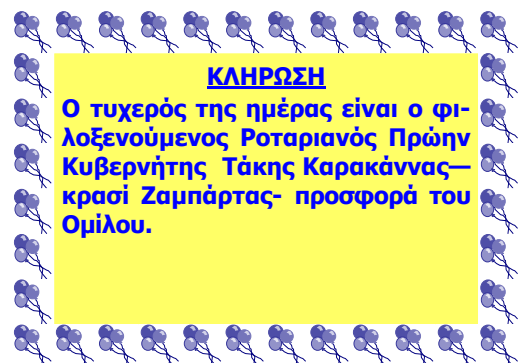 ΚΛΗΡΩΣΗ
Ο τυχερός της ημέρας είναι ο φι-
λοξενούμενος Ροταριανός Πρώην
Κυβερνήτης Τάκης Καρακάννας—
κρασί Ζαμπάρτας- προσφορά του
Ομίλου.